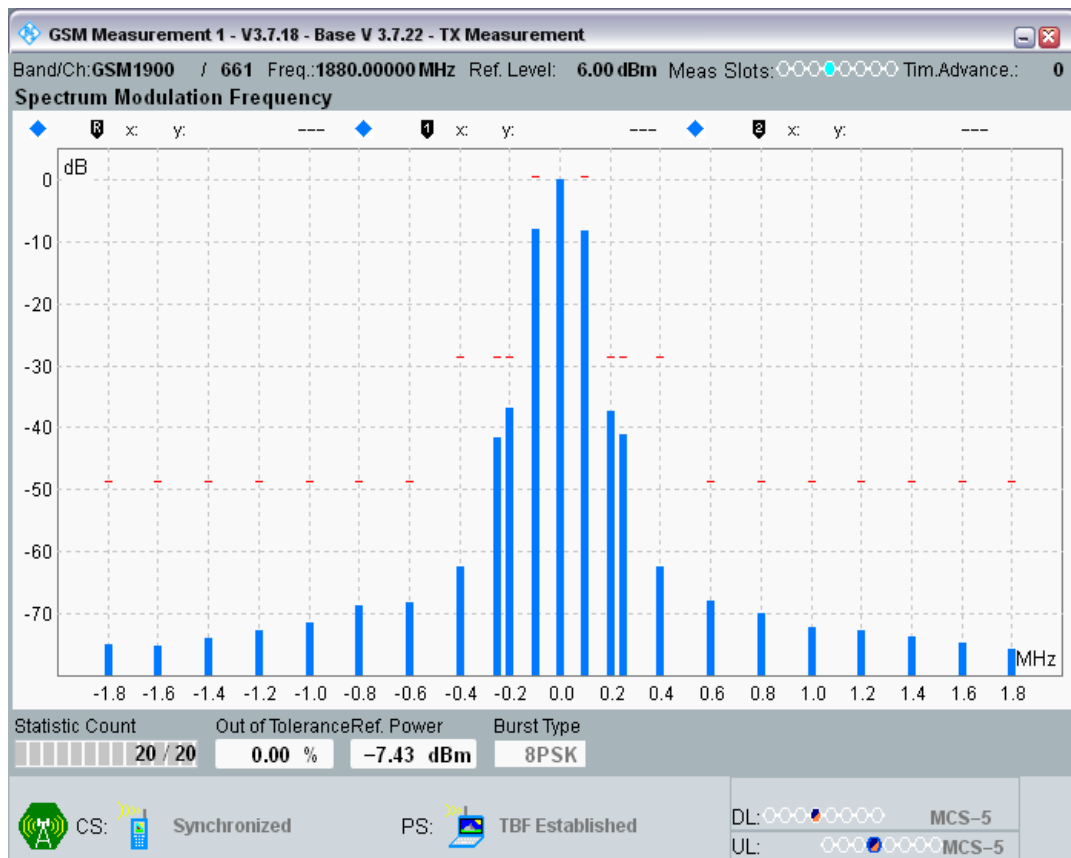 GSM Measurement 1 - V3.7.18 - Base V 3.7.22 - TX Measurement
Band/Ch:GSM1900 / 661 Freq.:1880.00000 MHz Ref. Level: 6.00 dBm Meas Slots: Tim.Advance.: 0
Spectrum Modulation Frequency
R x: y: --- 1 x: y: --- 2 x: y: ---
dB
0
-10
-20
-30
-40
-50
-60
-70
MHz
-1.8 -1.6 -1.4 -1.2 -1.0 -0.8 -0.6 -0.4 -0.2 0.0 0.2 0.4 0.6 0.8 1.0 1.2 1.4 1.6 1.8
Statistic Count Out of Tolerance Ref. Power Burst Type
20 / 20 0.00 % −7.43 dBm 8PSK
CS: Synchronized PS: TBF Established
DL: MCS−5
UL: MCS−5